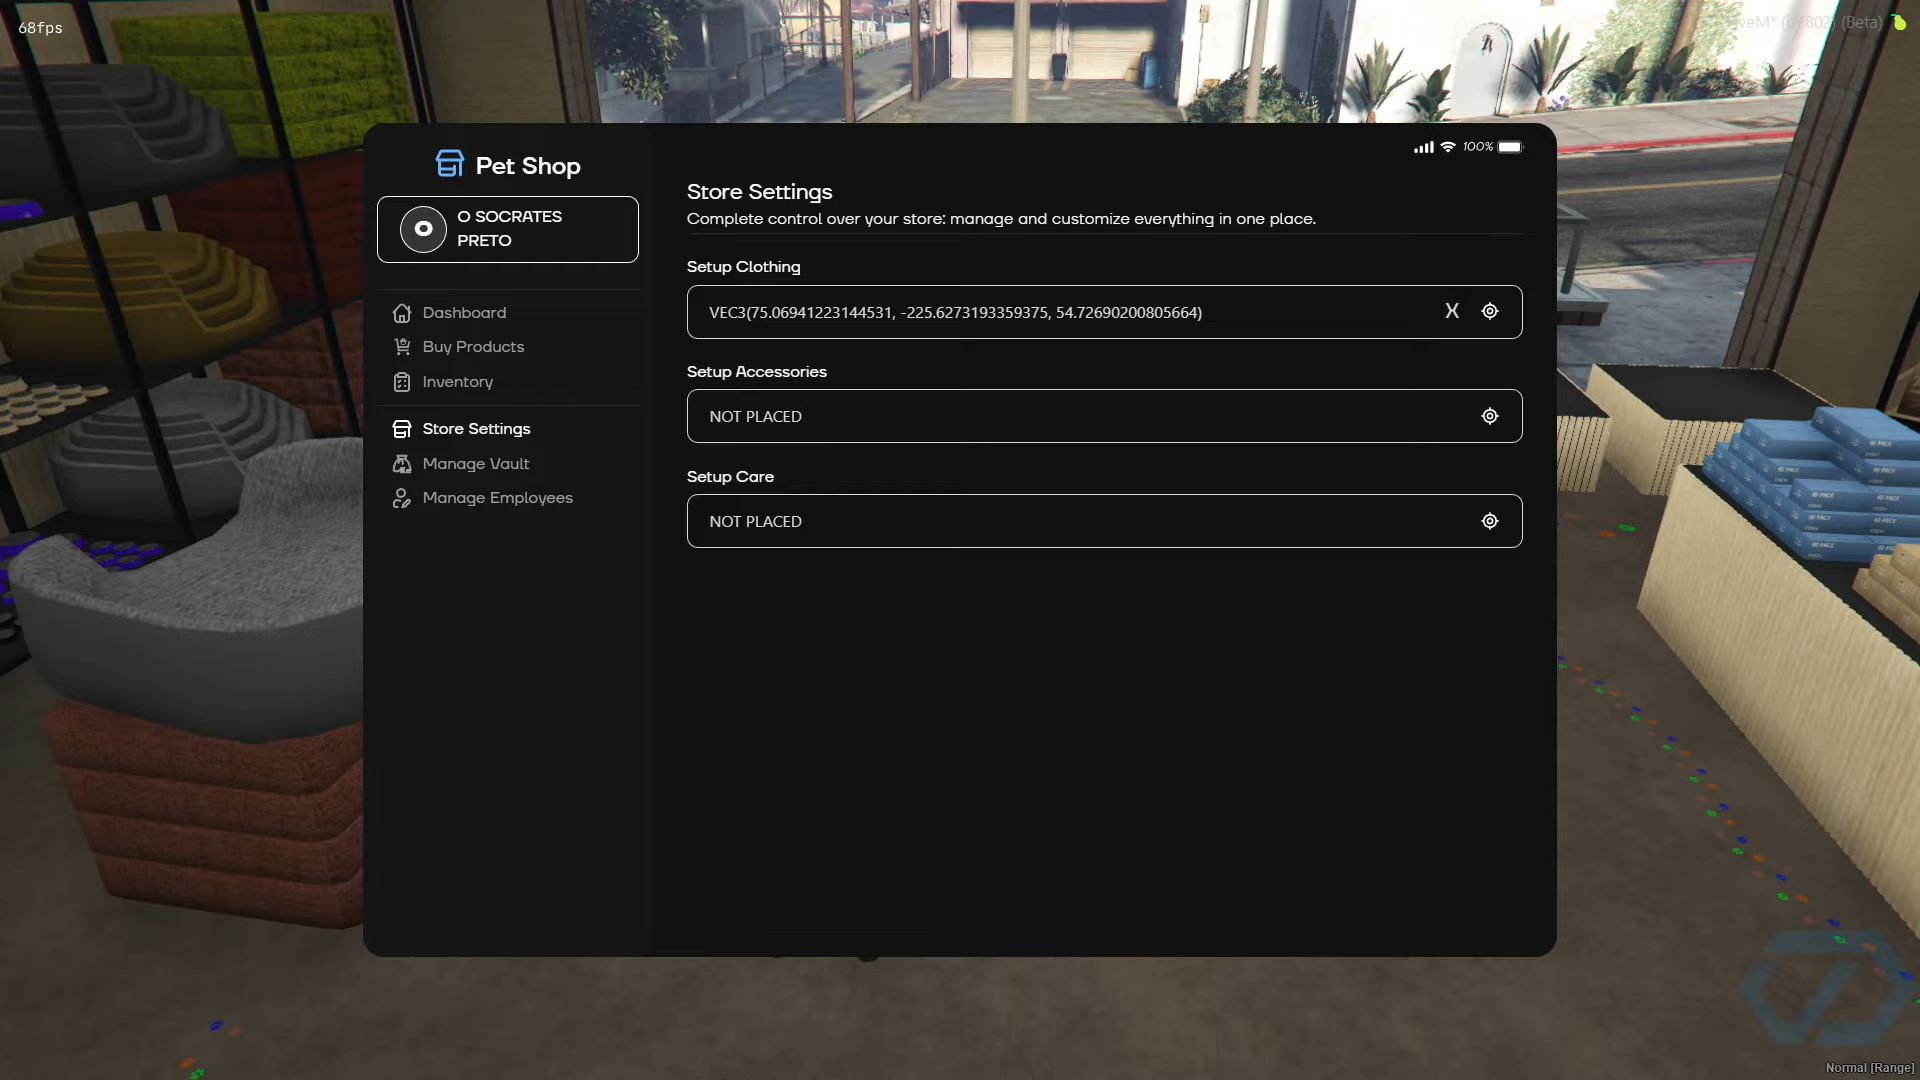 68fps
(Beta)
Pet Shop
100%
O SOCRATES
PRETO
Dashboard
Buy Products
Inventory
Store Settings
Manage Vault
Manage Employees
Store Settings
Complete control over your store: manage and customize everything in one place.
Setup Clothing
VEC3(75.06941223144531, -225.6273193359375, 54.72690200805664)
X
Setup Accessories
NOT PLACED
Setup Care
NOT PLACED
Normal [Range]